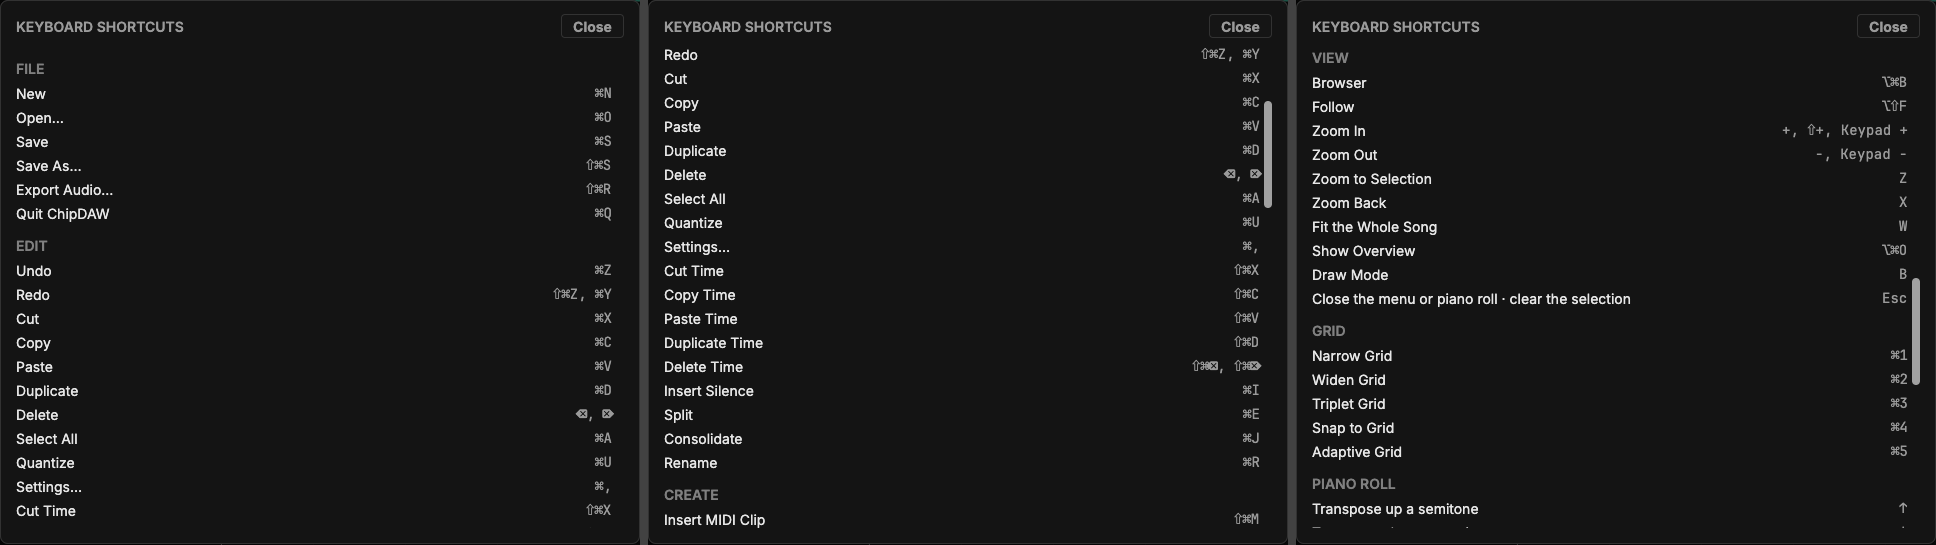 KEYBOARD SHORTCUTS Close
FILE
New ⌘N
Open... ⌘O
Save ⌘S
Save As... ⇧⌘S
Export Audio... ⇧⌘R
Quit ChipDAW ⌘Q
EDIT
Undo ⌘Z
Redo ⇧⌘Z, ⌘Y
Cut ⌘X
Copy ⌘C
Paste ⌘V
Duplicate ⌘D
Delete ⌫, ⌦
Select All ⌘A
Quantize ⌘U
Settings... ⌘,
Cut Time ⇧⌘X
KEYBOARD SHORTCUTS Close
Redo ⇧⌘Z, ⌘Y
Cut ⌘X
Copy ⌘C
Paste ⌘V
Duplicate ⌘D
Delete ⌫, ⌦
Select All ⌘A
Quantize ⌘U
Settings... ⌘,
Cut Time ⇧⌘X
Copy Time ⇧⌘C
Paste Time ⇧⌘V
Duplicate Time ⇧⌘D
Delete Time ⇧⌘⌫, ⇧⌘⌦
Insert Silence ⌘I
Split ⌘E
Consolidate ⌘J
Rename ⌘R
CREATE
Insert MIDI Clip ⇧⌘M
KEYBOARD SHORTCUTS Close
VIEW
Browser ⌥⌘B
Follow ⌥⇧F
Zoom In +, ⇧+, Keypad +
Zoom Out -, Keypad -
Zoom to Selection Z
Zoom Back X
Fit the Whole Song W
Show Overview ⌥⌘O
Draw Mode B
Close the menu or piano roll · clear the selection Esc
GRID
Narrow Grid ⌘1
Widen Grid ⌘2
Triplet Grid ⌘3
Snap to Grid ⌘4
Adaptive Grid ⌘5
PIANO ROLL
Transpose up a semitone ↑